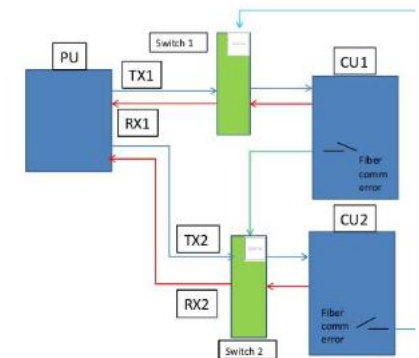 Switch 1
PU
TX1
CU1
RX1
Fiber
comm
error
CU2
TX2
Fiber
comm
error
RX2
Switch 2